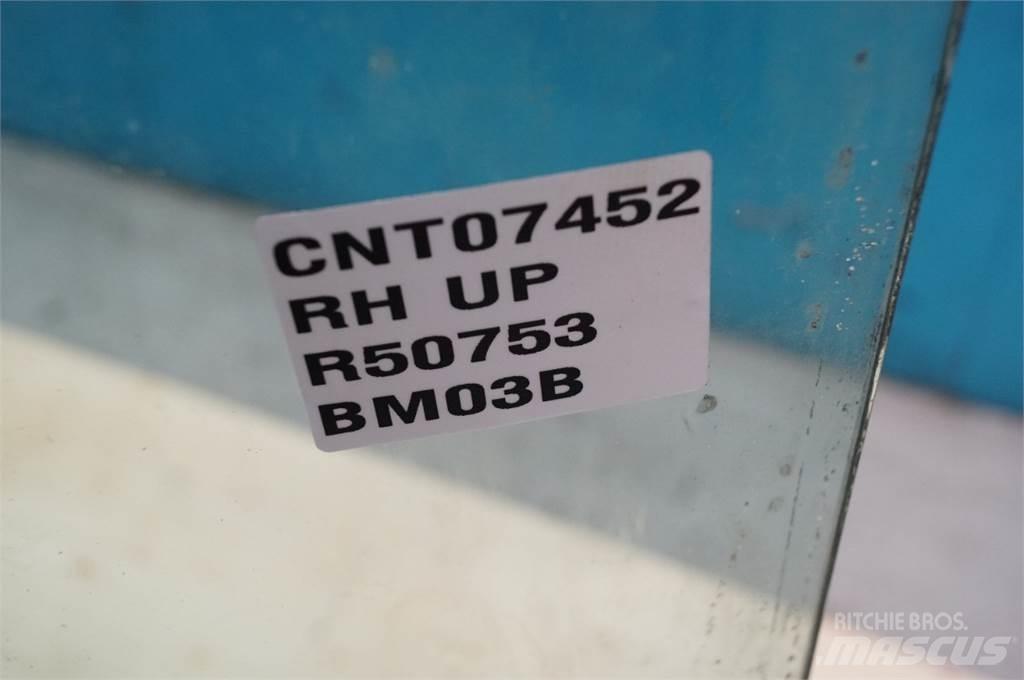 CNT07452
RH UP
R50753
BM03B
RITCHIE BROS.
MASCUS